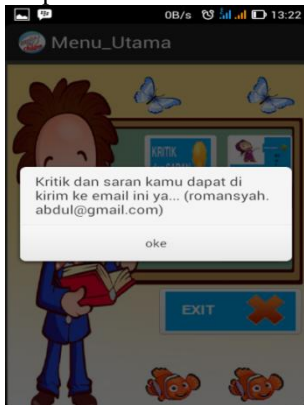 0B/s 13:22
Menu_Utama
KRITIK
Kritik dan saran kamu dapat di
kirim ke email ini ya... (romansyah.
abdul@gmail.com)
oke
EXIT